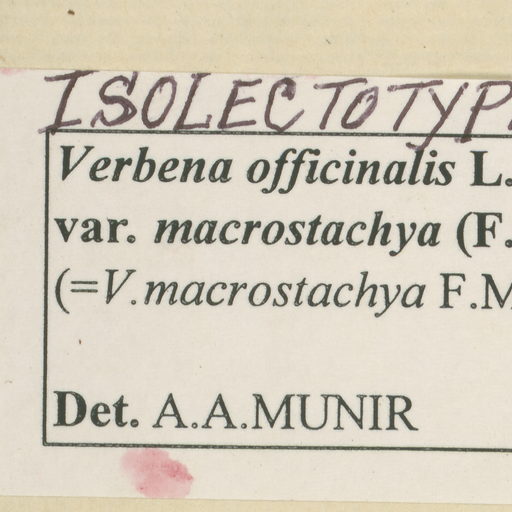 ISOLECTOTYP
Verbena officinalis L.
var. macrostachya (F.
(=V.macrostachya F.M
Det. A.A.MUNIR